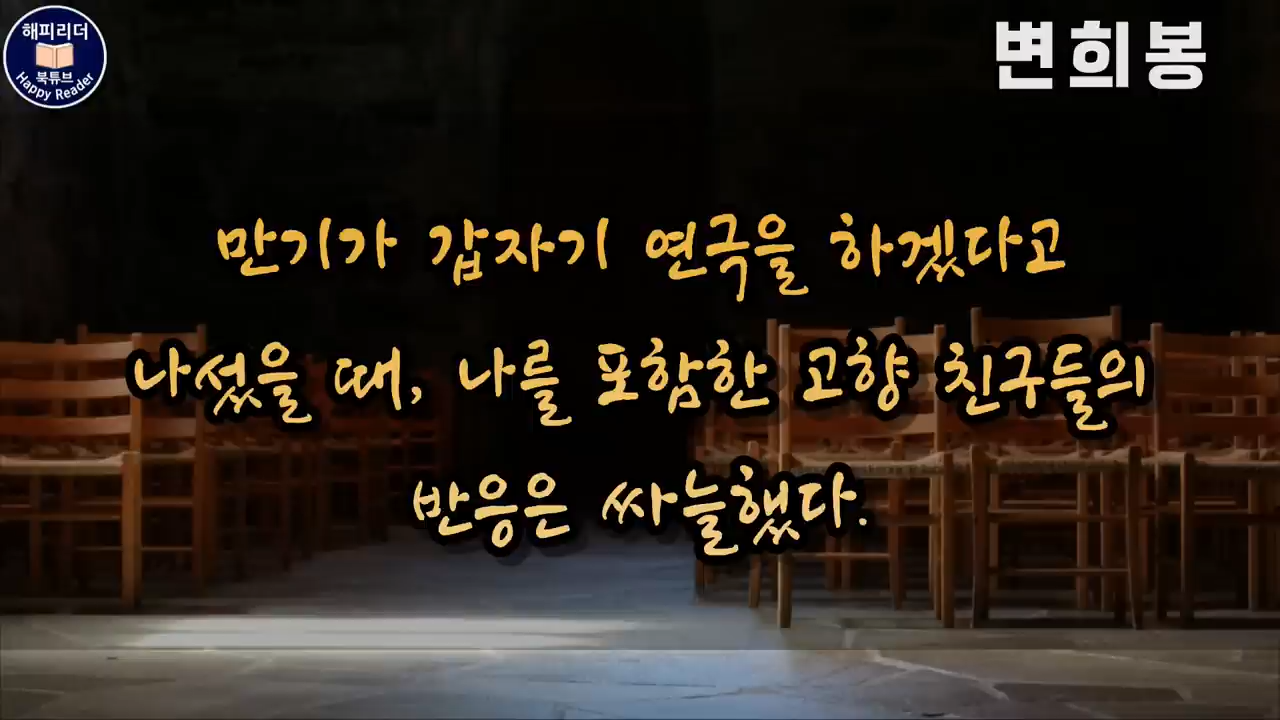 해피리더
북튜브
Happy Reader
변희봉
만기가 갑자기 연극을 하겠다고
나섰을 때, 나를 포함한 고향 친구들의
반응은 싸늘했다.